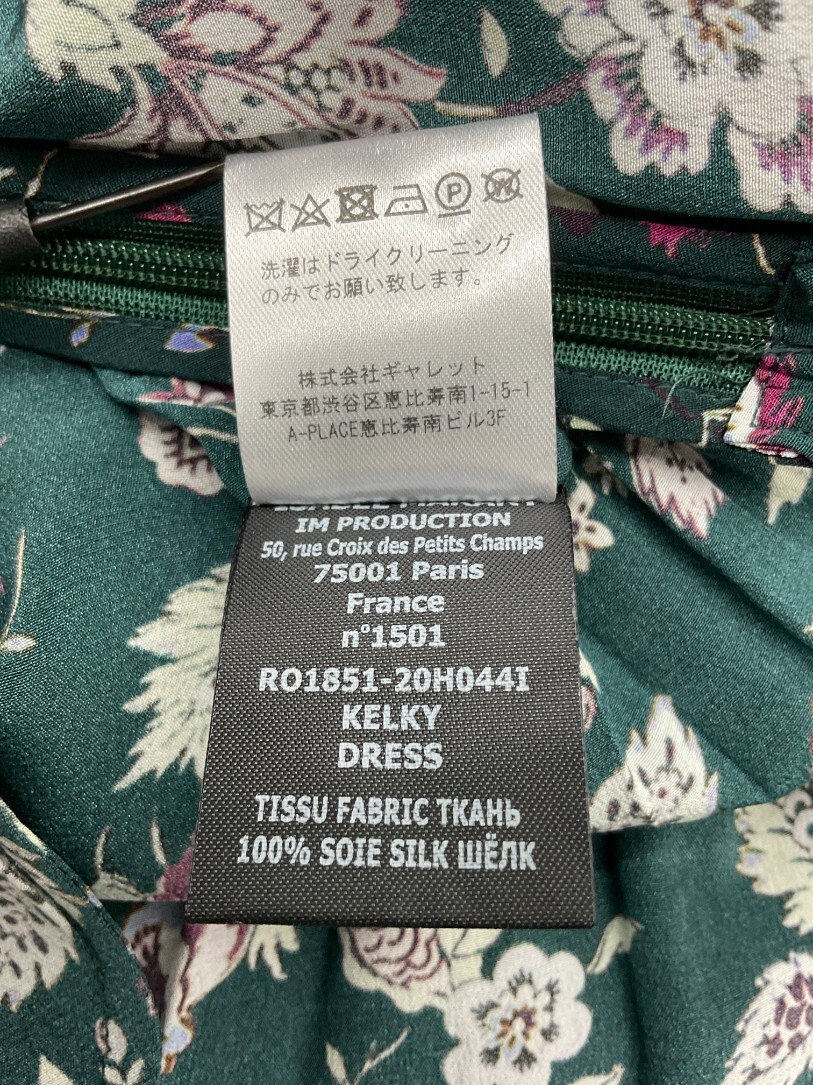 P
W
洗濯はドライクリーニング
のみでお願い致します。
株式会社ギャレット
東京都渋谷区恵比寿南1-15-1
A-PLACE恵比寿南ビル3F
ISABEL MARANT
IM PRODUCTION
50, rue Croix des Petits Champs
75001 Paris
France
n°1501
RO1851-20H044I
KELKY
DRESS
TISSU FABRIC ТКАНЬ
100% SOIE SILK ШЁЛК